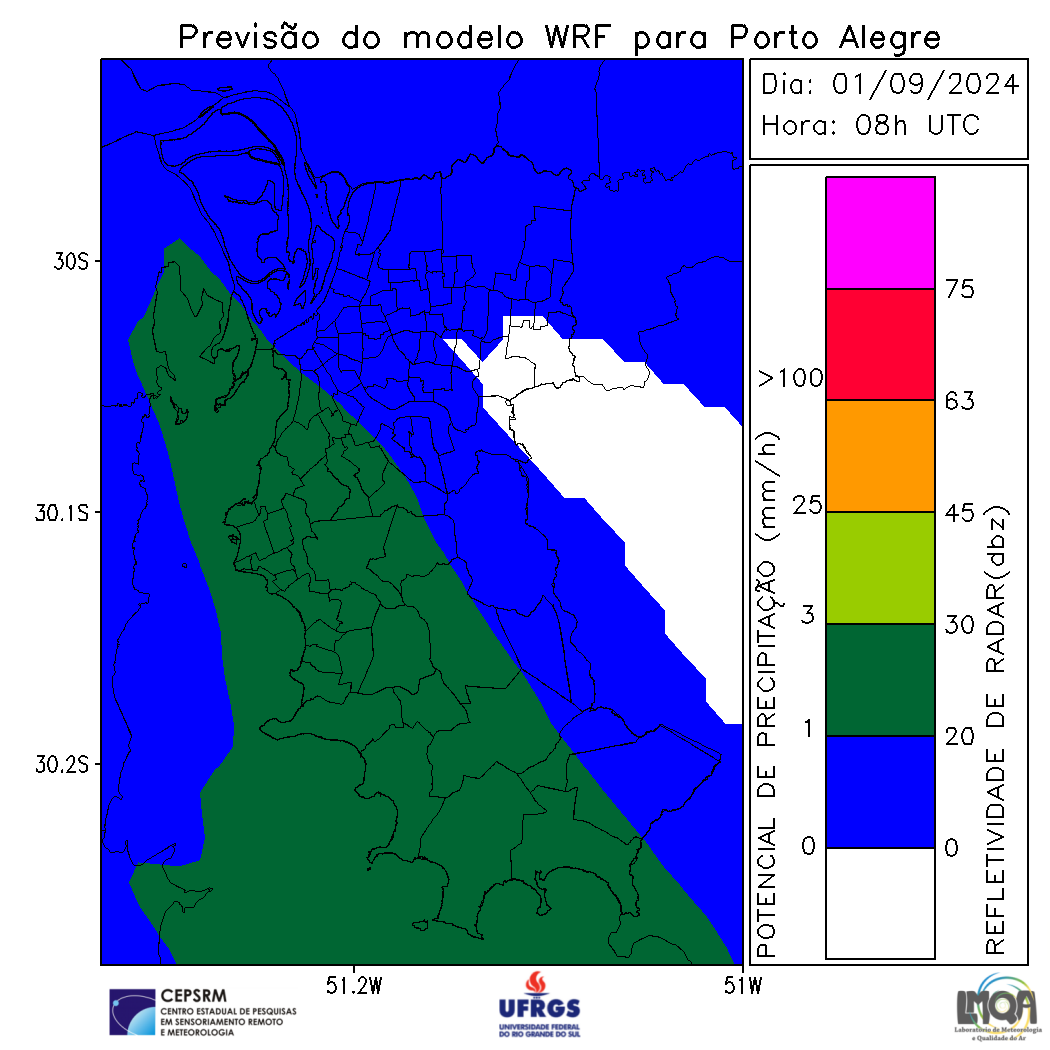 Previsão do modelo WRF para Porto Alegre
Dia: 01/09/2024
Hora: 08h UTC
30S
30.1S
30.2S
51.2W
51W
POTENCIAL DE PRECIPITAÇÃO (mm/h)
>100
25
3
1
0
75
63
45
30
20
0
REFLETIVIDADE DE RADAR(dbz)
CEPSRM
CENTRO ESTADUAL DE PESQUISAS
EM SENSORIAMENTO REMOTO
E METEOROLOGIA
UFRGS
UNIVERSIDADE FEDERAL
DO RIO GRANDE DO SUL
LMQA
Laboratório de Meteorologia
e Qualidade do Ar